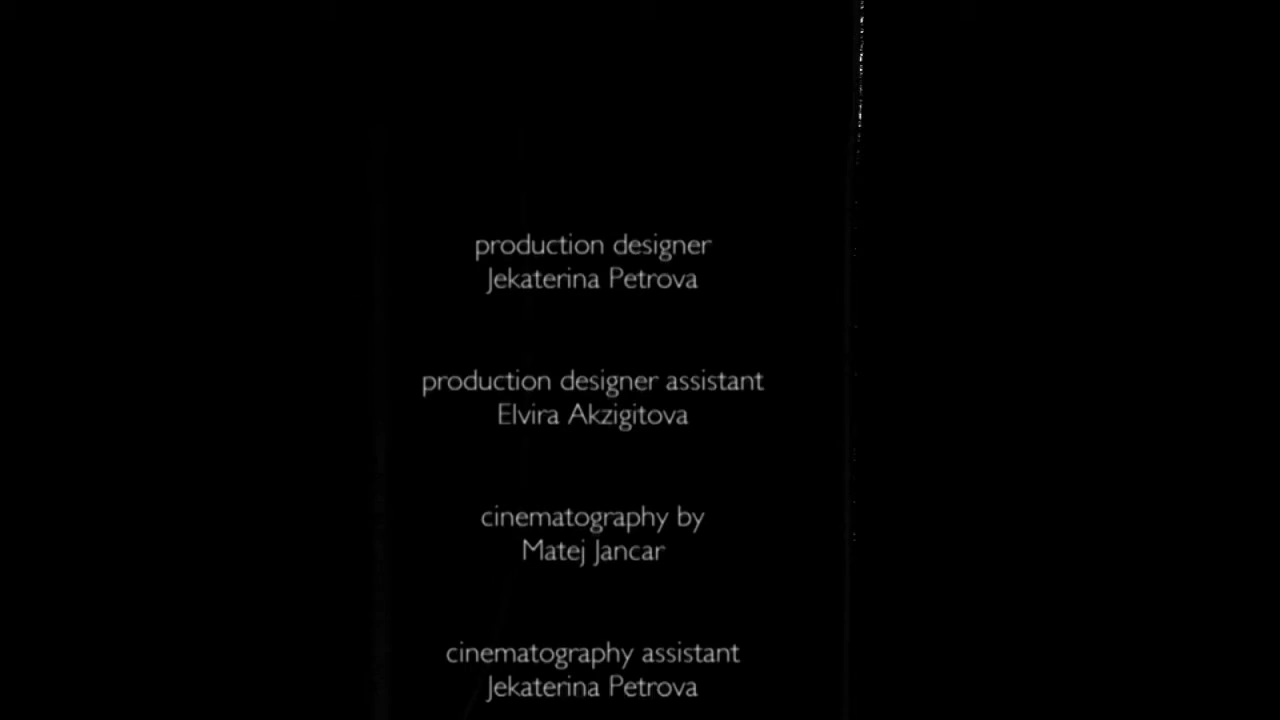 production designer
Jekaterina Petrova
production designer assistant
Elvira Akzigitova
cinematography by
Matej Jancar
cinematography assistant
Jekaterina Petrova